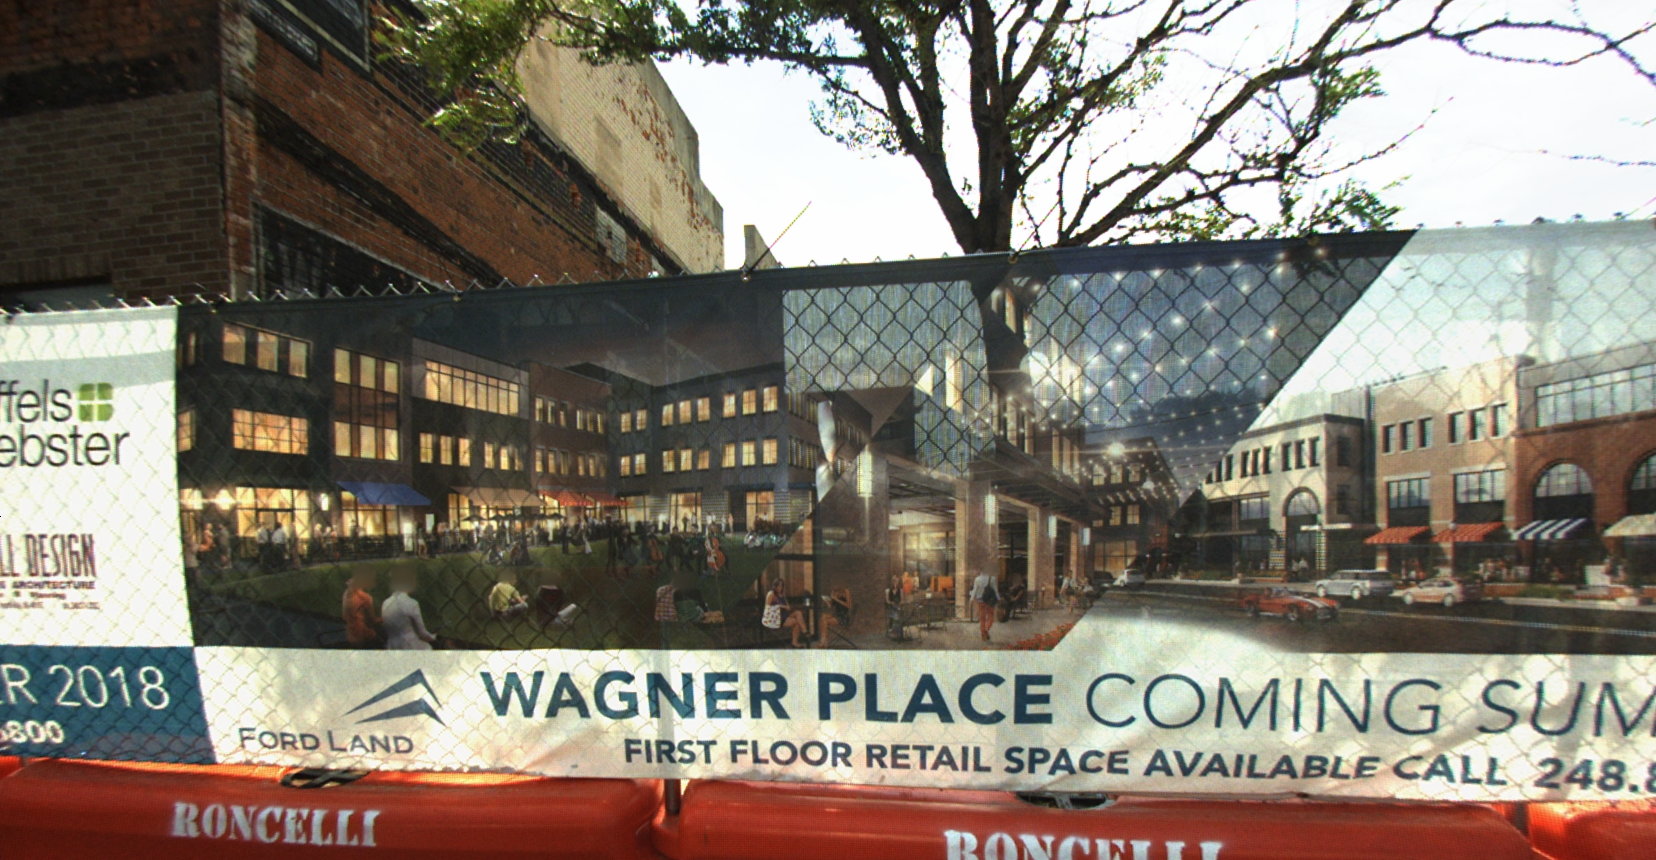 ffels
ebster
LL DESIGN
ARCHITECTURE
R 2018
800
FORD LAND
WAGNER PLACE COMING SUM
FIRST FLOOR RETAIL SPACE AVAILABLE CALL 248.8
RONCELLI
RONCELLI